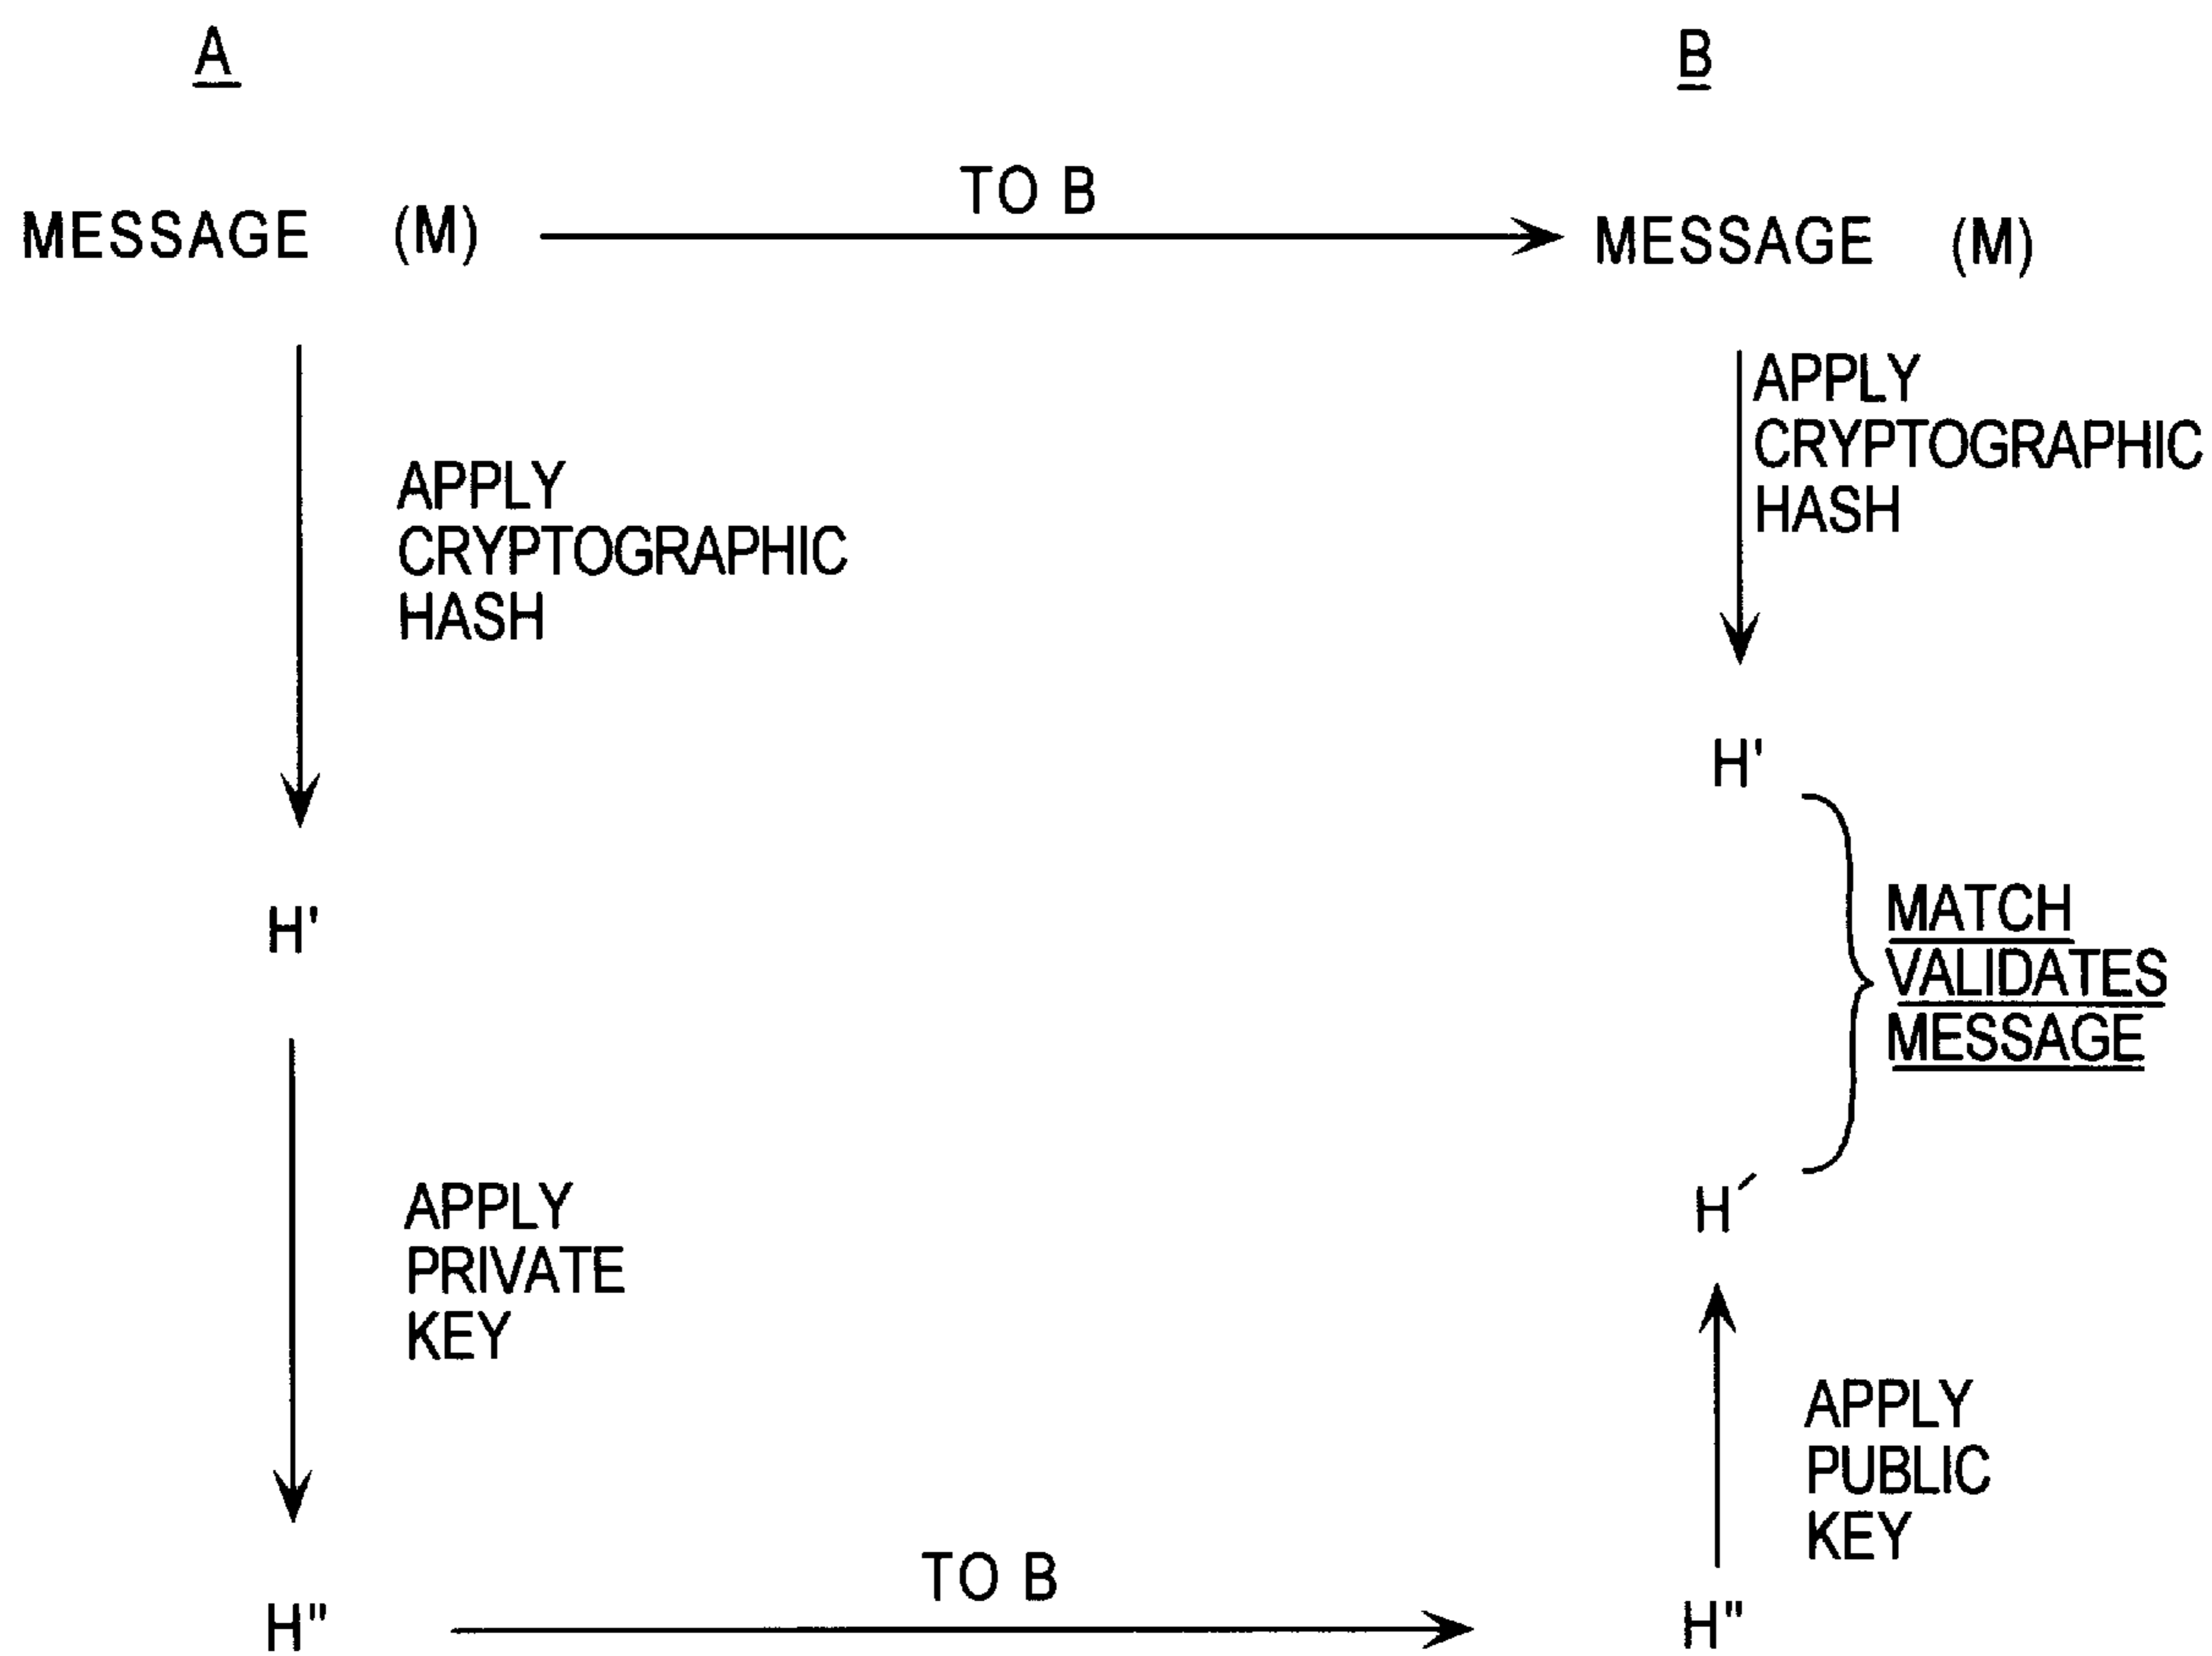 A
B
TO B
MESSAGE (M)
MESSAGE (M)
APPLY
CRYPTOGRAPHIC
HASH
APPLY
CRYPTOGRAPHIC
HASH
H'
H'
MATCH
VALIDATES
MESSAGE
H´
APPLY
PRIVATE
KEY
APPLY
PUBLIC
KEY
H"
TO B
H"